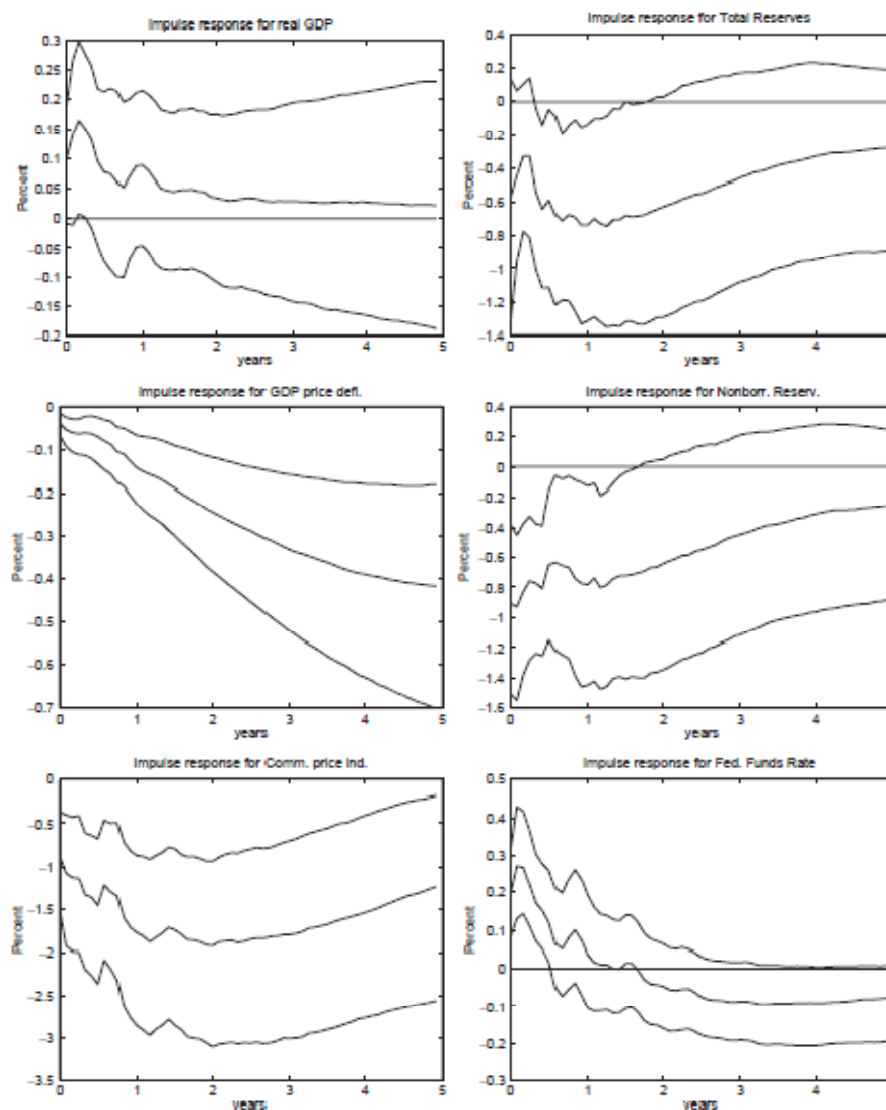 Impulse response for real GDP
Percent
0.3
0.25
0.2
0.15
0.1
0.05
0
−0.05
−0.1
−0.15
−0.2
0 1 2 3 4 5
years
Impulse response for Total Reserves
Percent
0.4
0.2
0
−0.2
−0.4
−0.6
−0.8
−1
−1.2
−1.4
0 1 2 3 4 5
years
Impulse response for GDP price defl.
Percent
0
−0.1
−0.2
−0.3
−0.4
−0.5
−0.6
−0.7
0 1 2 3 4 5
years
Impulse response for Nonborr. Reserv.
Percent
0.4
0.2
0
−0.2
−0.4
−0.6
−0.8
−1
−1.2
−1.4
−1.6
0 1 2 3 4 5
years
Impulse response for Comm. price ind.
Percent
0
−0.5
−1
−1.5
−2
−2.5
−3
−3.5
0 1 2 3 4 5
years
Impulse response for Fed. Funds Rate
Percent
0.5
0.4
0.3
0.2
0.1
0
−0.1
−0.2
−0.3
0 1 2 3 4 5
years